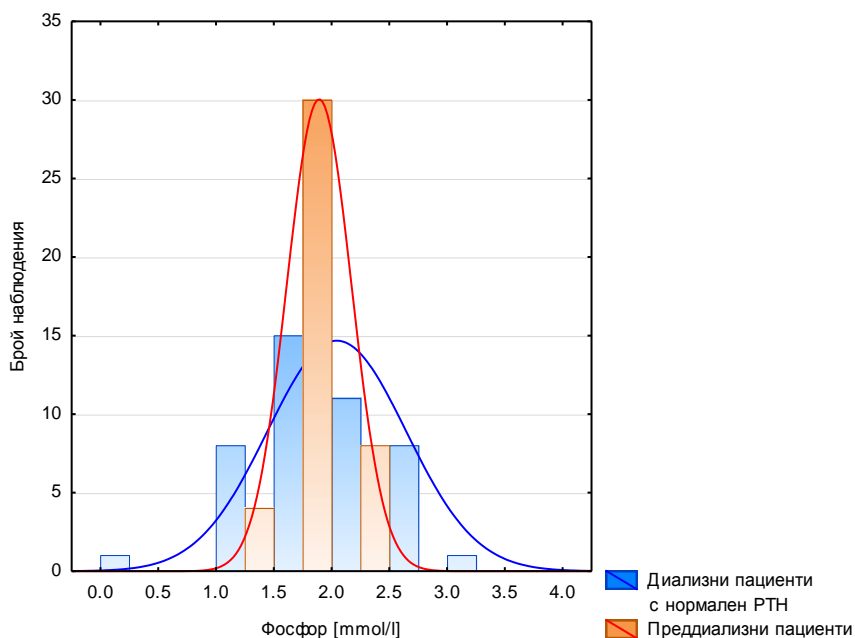 35
30
25
20
15
10
5
0
Брой наблюдения
0.0 0.5 1.0 1.5 2.0 2.5 3.0 3.5 4.0
Фосфор [mmol/l]
Диализни пациенти
с нормален PTH
Преддиализни пациенти